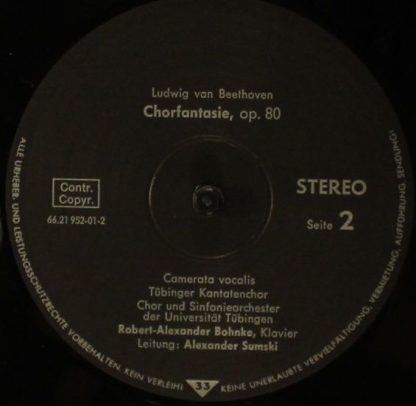 Ludwig van Beethoven
Chorfantasie, op. 80
Contr.
Copyr.
66.21 952-01-2
STEREO
Seite 2
Camerata vocalis
Tübinger Kantatenchor
Chor und Sinfonieorchester
der Universität Tübingen
Robert-Alexander Bohnke, Klavier
Leitung: Alexander Sumski
ALLE URHEBER- UND LEISTUNGSSCHUTZRECHTE VORBEHALTEN. KEIN VERLEIH!
33
KEINE UNERLAUBTE VERVIELFÄLTIGUNG, VERMIETUNG, AUFFÜHRUNG, SENDUNG!